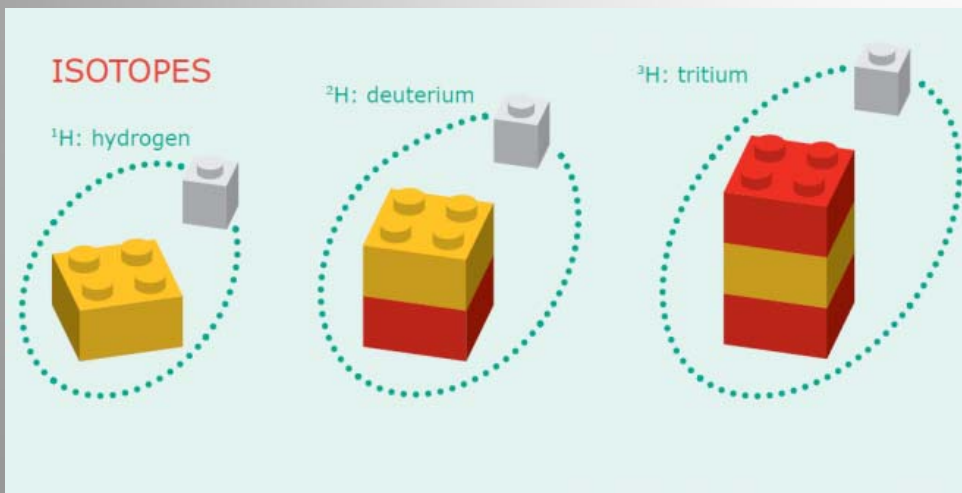 ISOTOPES
¹H: hydrogen
²H: deuterium
³H: tritium